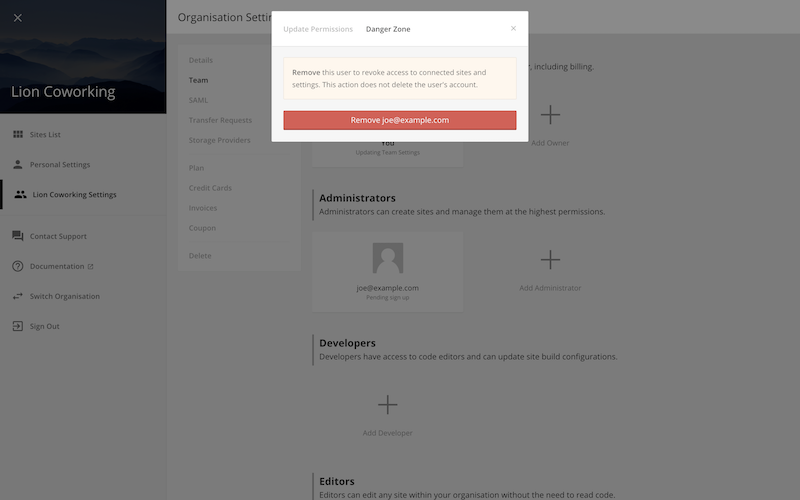 Lion Coworking
Sites List
Personal Settings
Lion Coworking Settings
Contact Support
Documentation
Switch Organisation
Sign Out
Organisation Settin
Details
Team
SAML
Transfer Requests
Storage Providers
Plan
Credit Cards
Invoices
Coupon
Delete
Update Permissions
Danger Zone
×
Remove this user to revoke access to connected sites and
settings. This action does not delete the user's account.
Remove joe@example.com
, including billing.
You
Updating Team Settings
Add Owner
Administrators
Administrators can create sites and manage them at the highest permissions.
joe@example.com
Pending sign up
Add Administrator
Developers
Developers have access to code editors and can update site build configurations.
Add Developer
Editors
Editors can edit any site within your organisation without the need to read code.